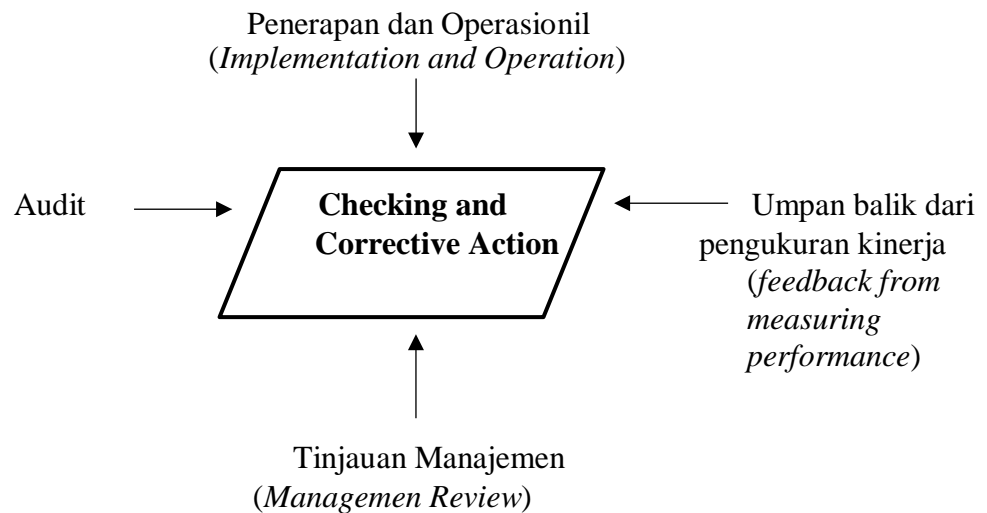 Penerapan dan Operasionil
(Implementation and Operation)
Audit
Checking and
Corrective Action
Umpan balik dari
pengukuran kinerja
(feedback from
measuring
performance)
Tinjauan Manajemen
(Managemen Review)